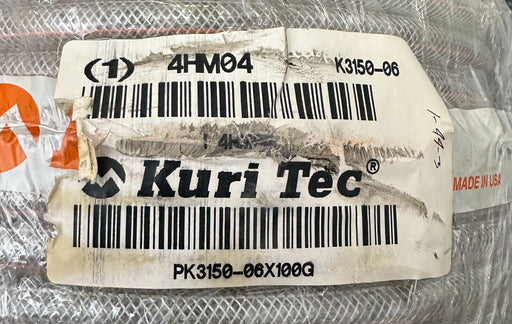 (1) 4HM04 K3150-06
Kuri Tec®
PK3150-06X100G
MADE IN USA